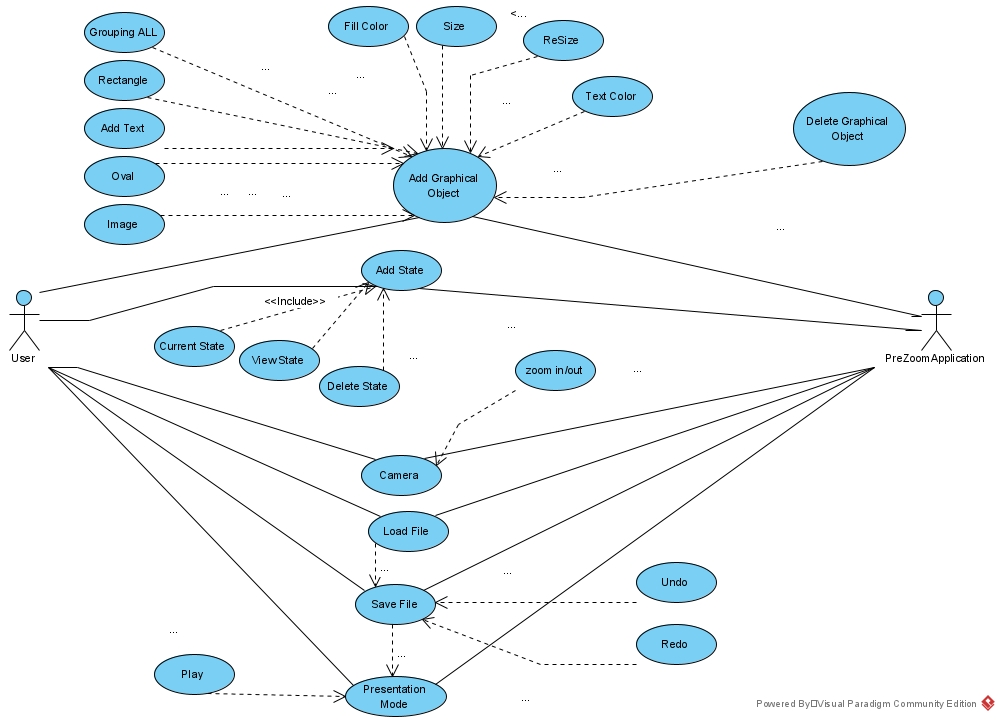 Grouping ALL
Fill Color
Size
<...
ReSize
...
...
...
Rectangle
Text Color
...
Add Text
Delete Graphical
Object
Oval
...
Add Graphical
Object
...
...
...
Image
...
Add State
<<Include>>
...
Current State
View State
Delete State
...
User
PreZoomApplication
zoom in/out
...
Camera
Load File
...
...
Undo
Save File
...
Redo
...
Play
Presentation
Mode
...
Powered By□Visual Paradigm Community Edition